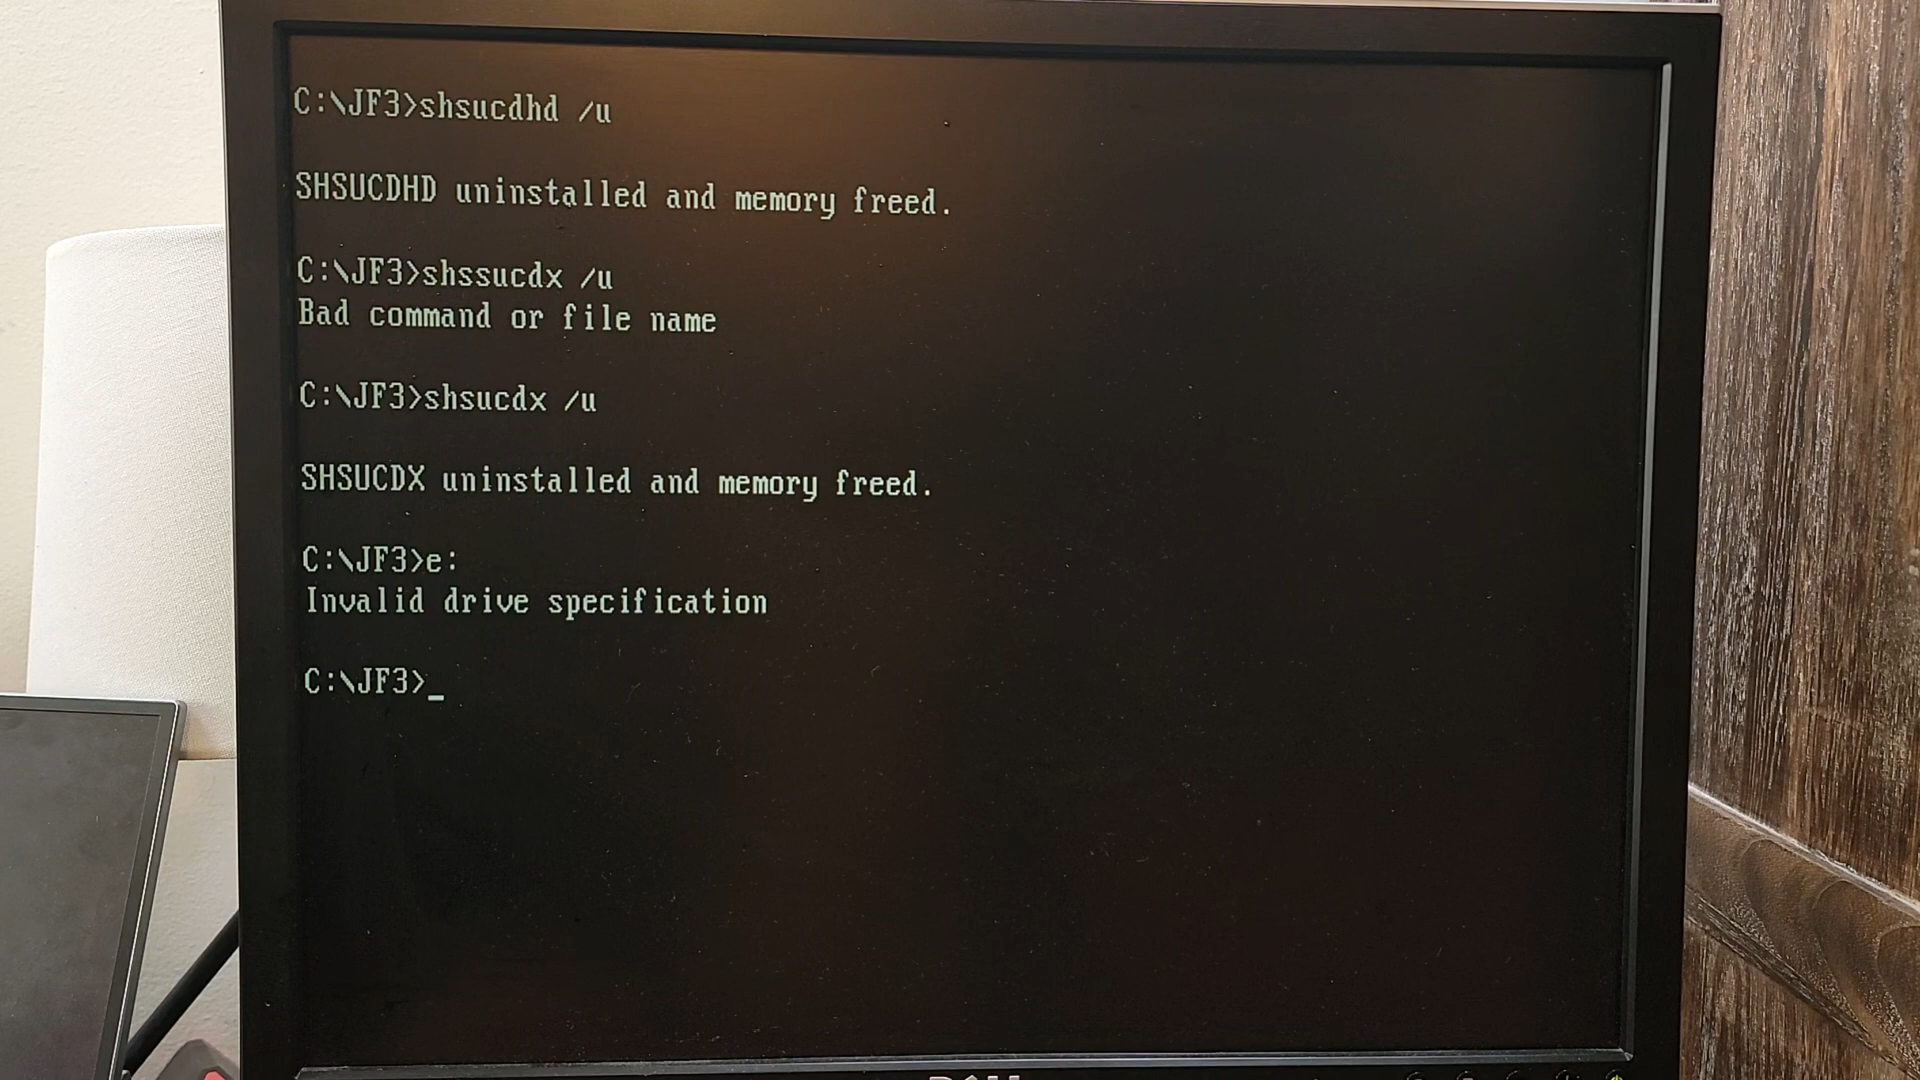 C:\JF3>shsucdhd /u
SHSUCDHD uninstalled and memory freed.
C:\JF3>shssucdx /u
Bad command or file name
C:\JF3>shsucdx /u
SHSUCDX uninstalled and memory freed.
C:\JF3>e:
Invalid drive specification
C:\JF3>_